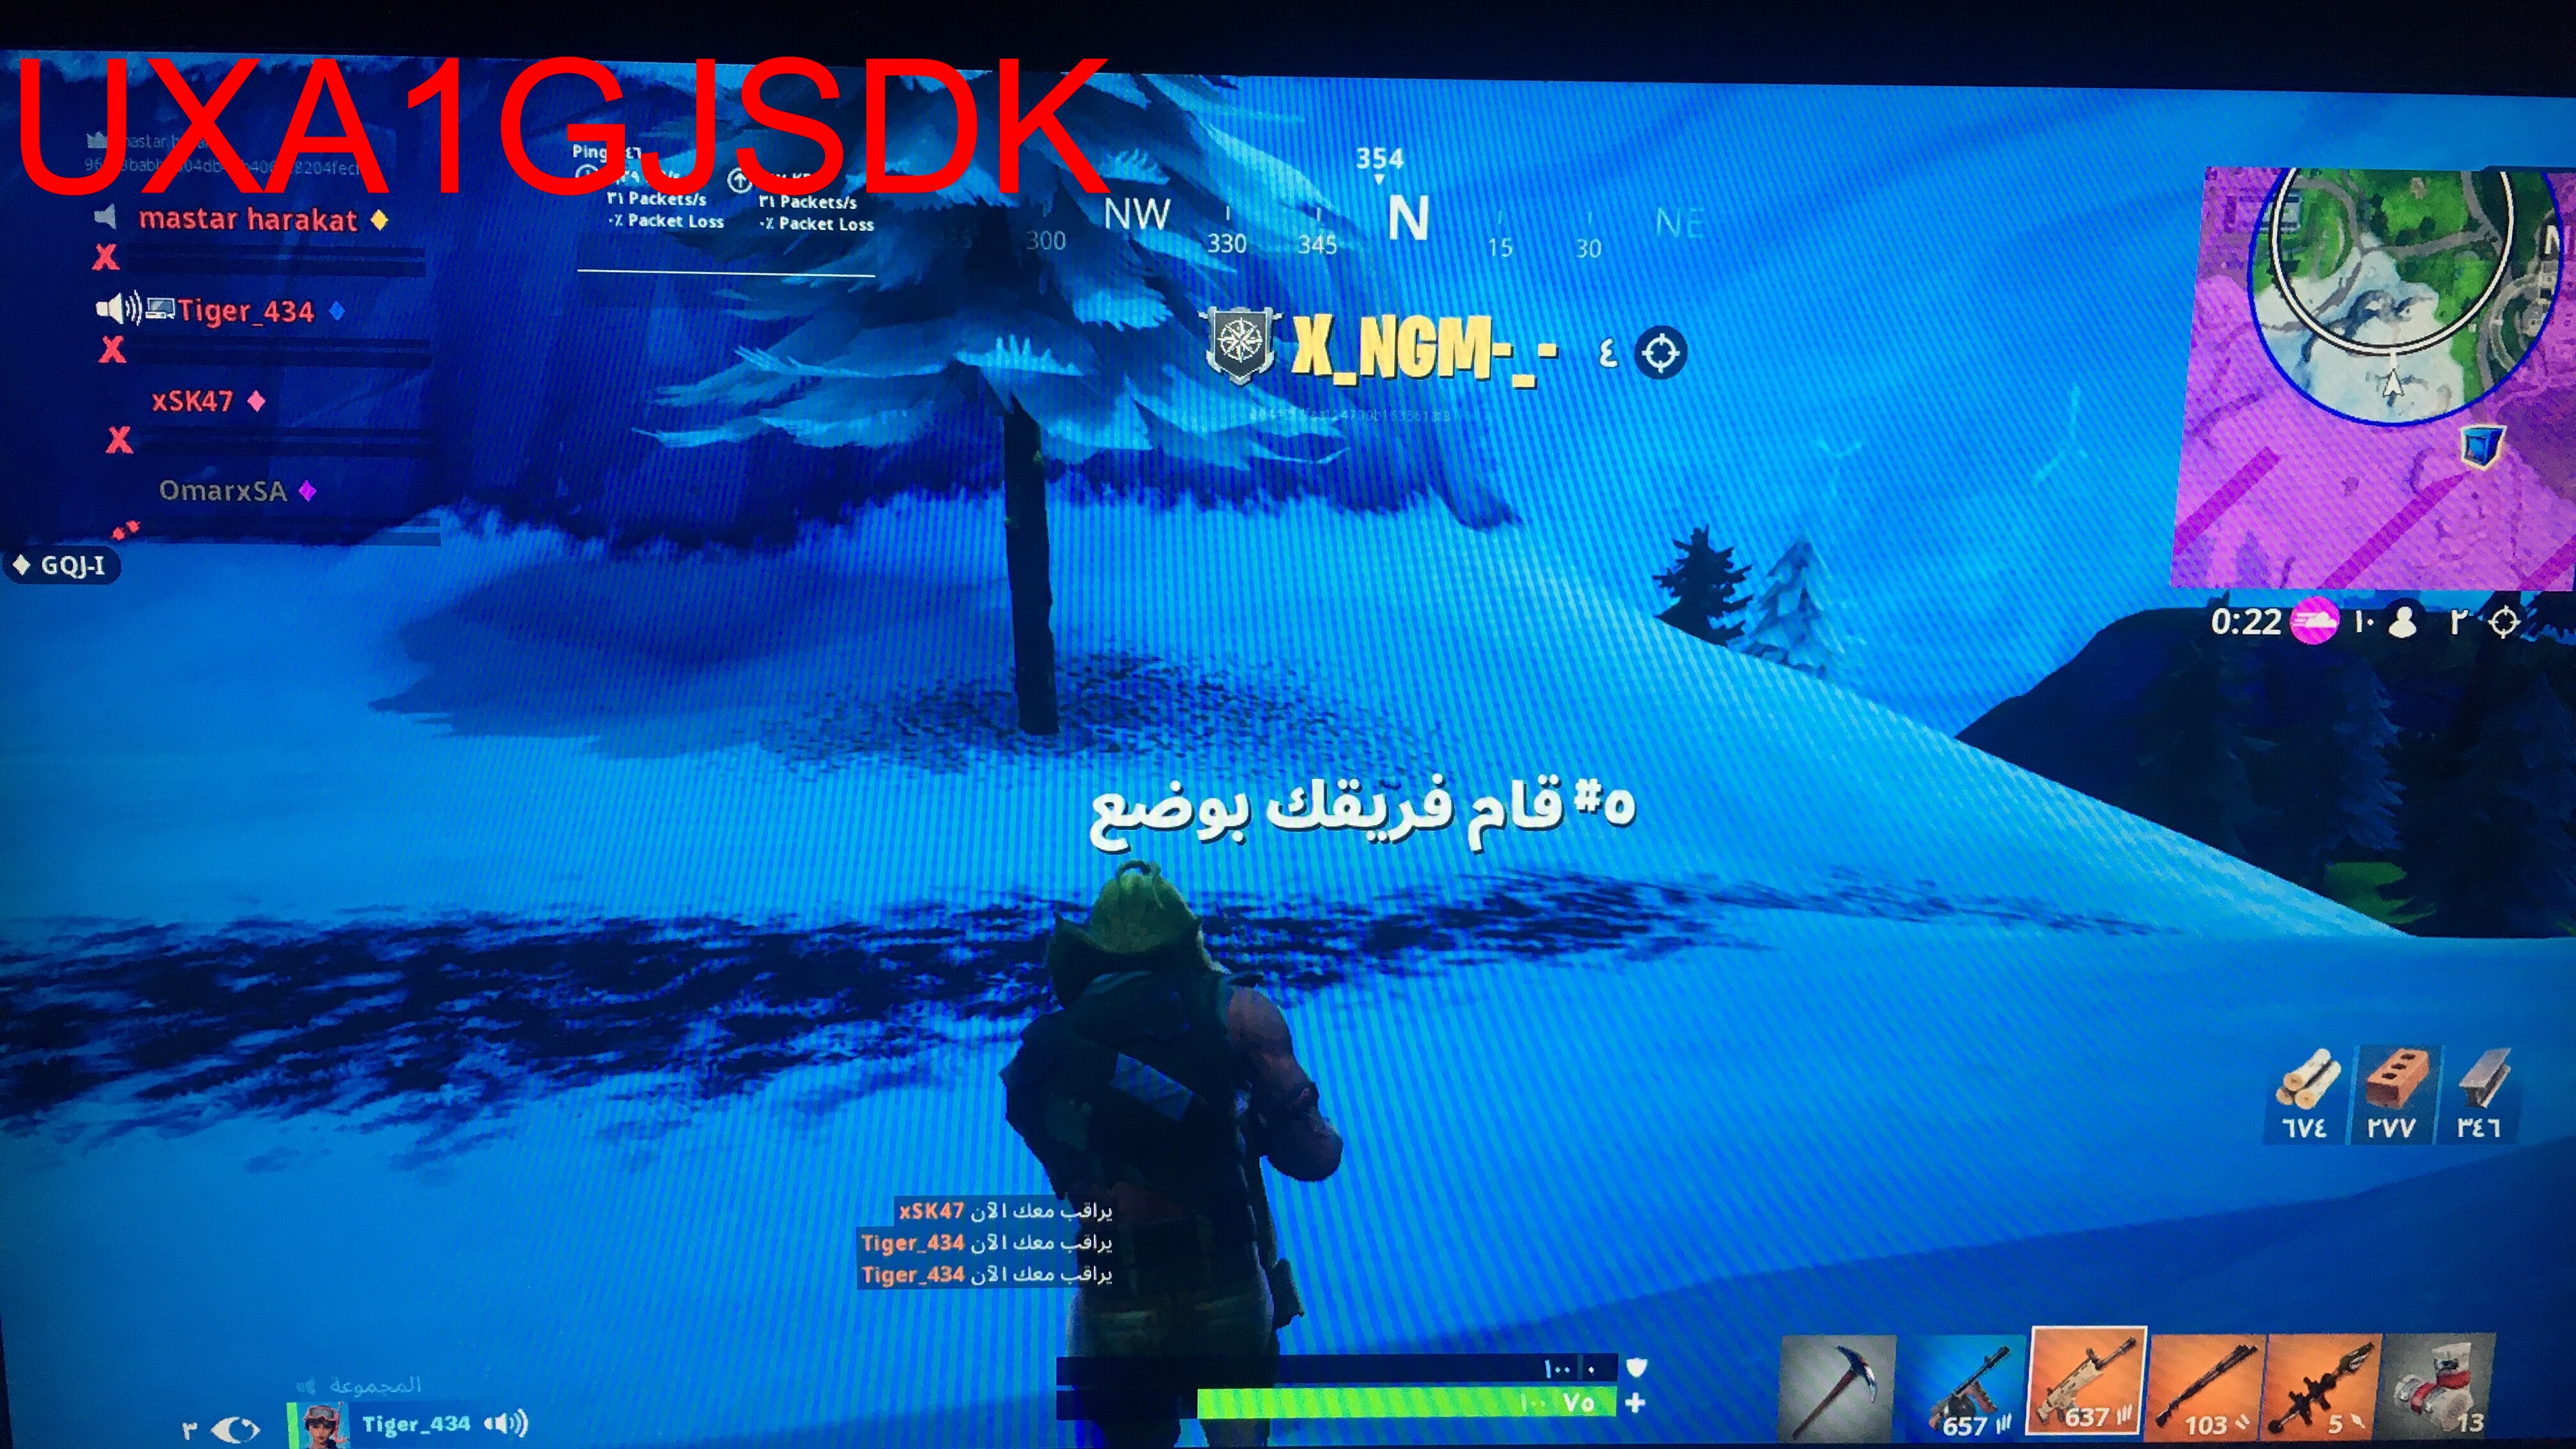 UXA1GJSDK
354
Ping
٣١ Packets/s
٣١ Packets/s
٠٪ Packet Loss
٠٪ Packet Loss
300 NW 330 345 N 15 30 NE
mastar harakat
X
Tiger_434
X
xSK47
X
OmarxSA
GQJ-I
X_NGM-_- ٤
0:22 ١٠ ٢
#٥ قام فريقك بوضع
٦٧٤ ٢٧٧ ٣٤٦
xSK47 يراقب معك الآن
Tiger_434 يراقب معك الآن
Tiger_434 يراقب معك الآن
١٠٠ ٠
١٠٠ ٧٥
المجموعة
٣ Tiger_434
657 637 103 5 13